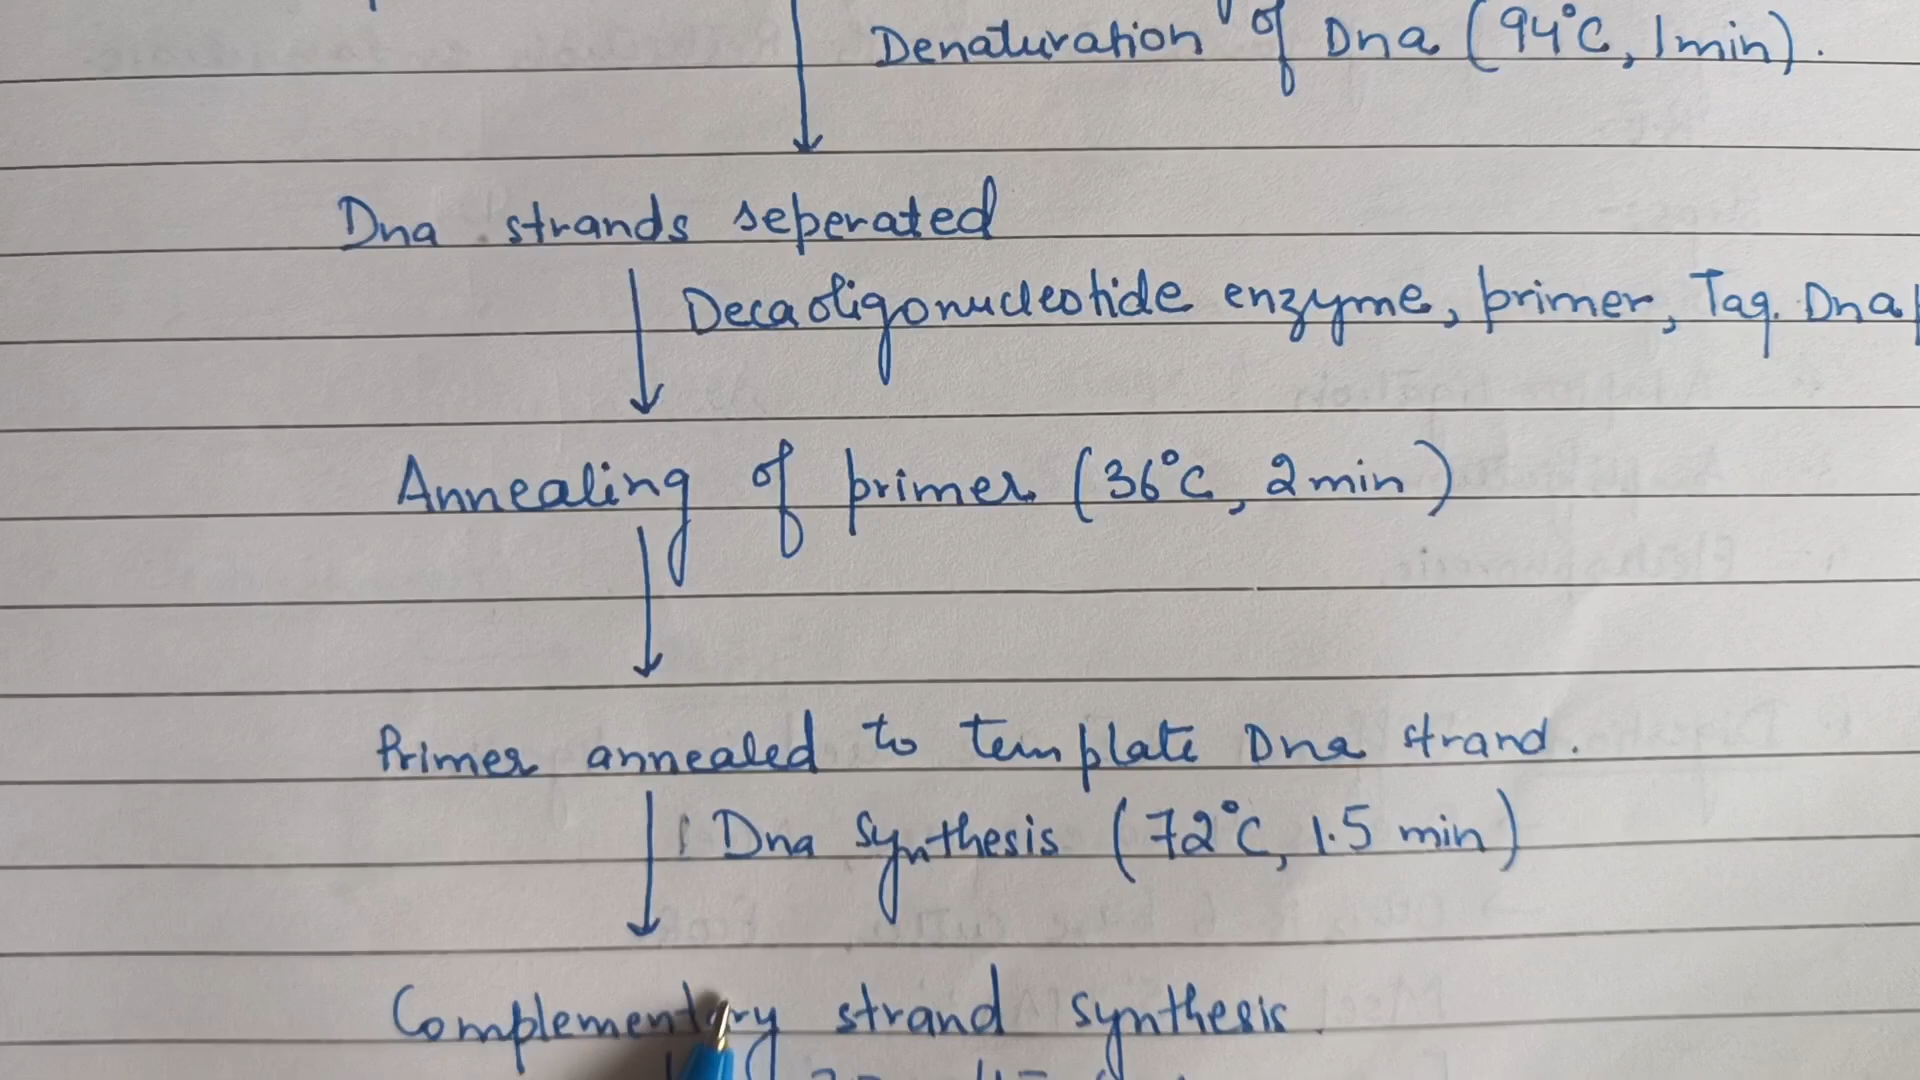 Denaturation of Dna (94°C, 1min).
Dna strands seperated
Decaoligonucleotide enzyme, primer, Taq. Dna
Annealing of primer (36°C, 2min)
Primer annealed to template Dna strand.
Dna synthesis (72°C, 1.5 min)
Complementary strand synthesis